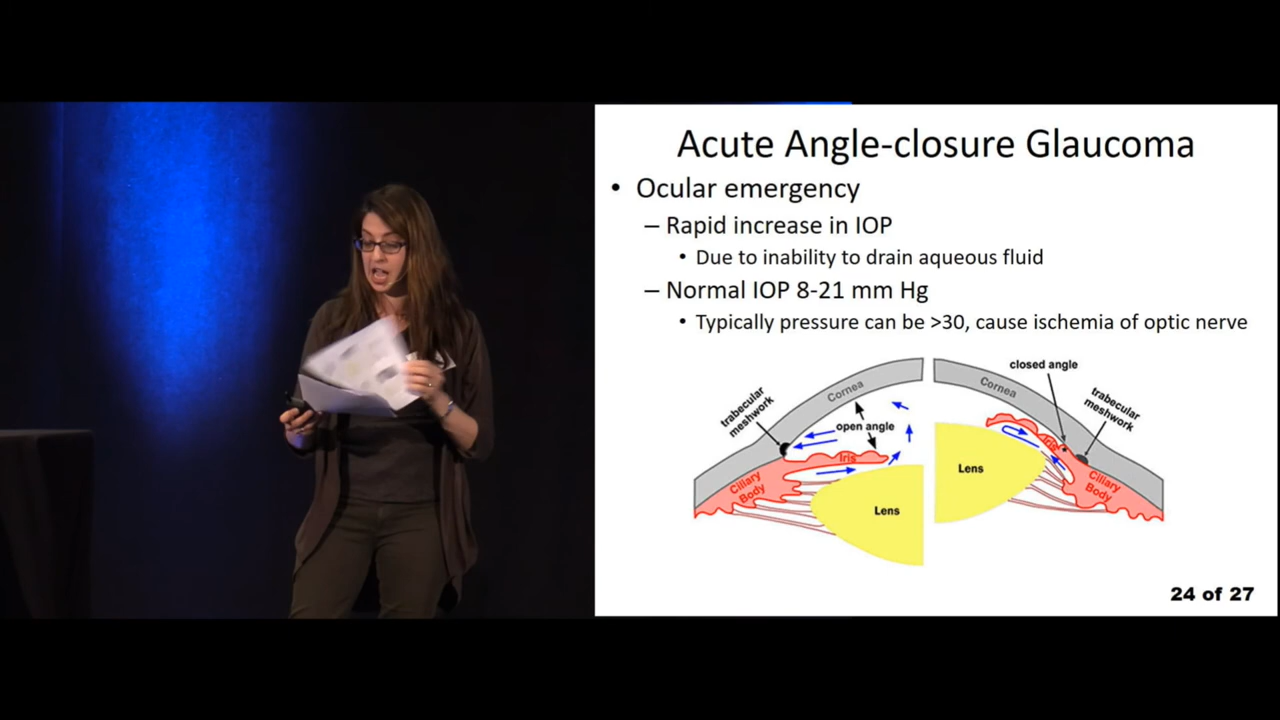 Acute Angle-closure Glaucoma
• Ocular emergency
– Rapid increase in IOP
• Due to inability to drain aqueous fluid
– Normal IOP 8-21 mm Hg
• Typically pressure can be >30, cause ischemia of optic nerve
trabecular
meshwork
Cornea
open angle
Iris
Ciliary
Body
Lens
closed angle
Cornea
trabecular
meshwork
Iris
Lens
Ciliary
Body
24 of 27